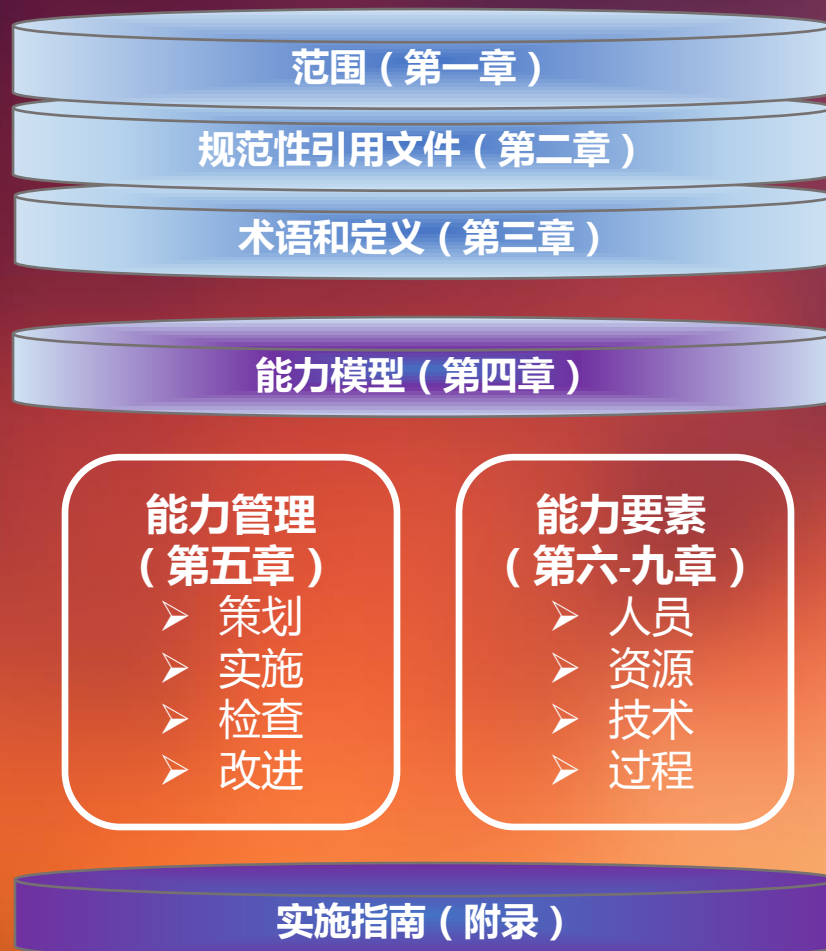 范围（第一章）
规范性引用文件（第二章）
术语和定义（第三章）
能力模型（第四章）
能力管理
（第五章）
➢ 策划
➢ 实施
➢ 检查
➢ 改进
能力要素
（第六-九章）
➢ 人员
➢ 资源
➢ 技术
➢ 过程
实施指南（附录）